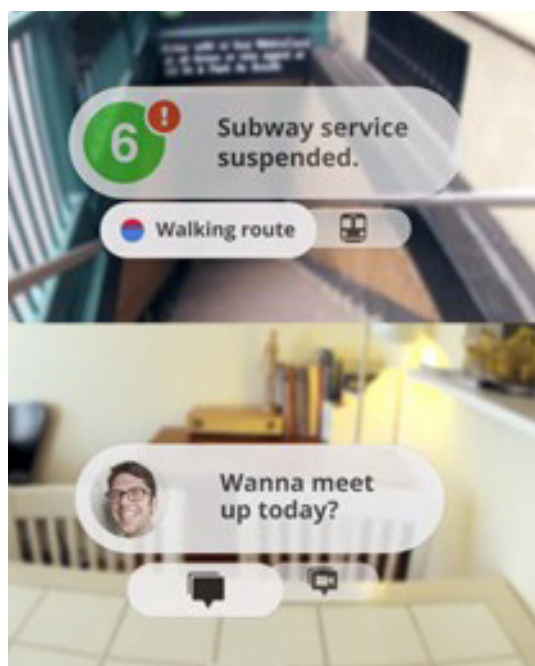 6
!
Subway service
suspended.
Walking route
Wanna meet
up today?